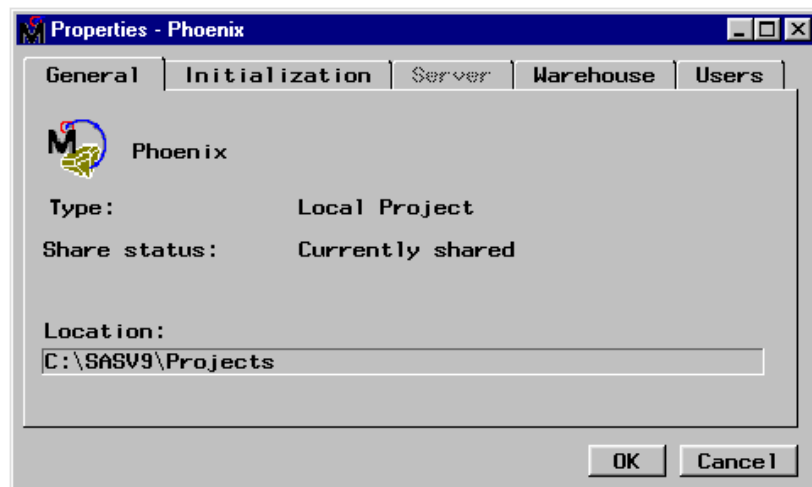 Properties - Phoenix
General Initialization Server Warehouse Users
Phoenix
Type: Local Project
Share status: Currently shared
Location:
C:\SASV9\Projects
OK Cancel